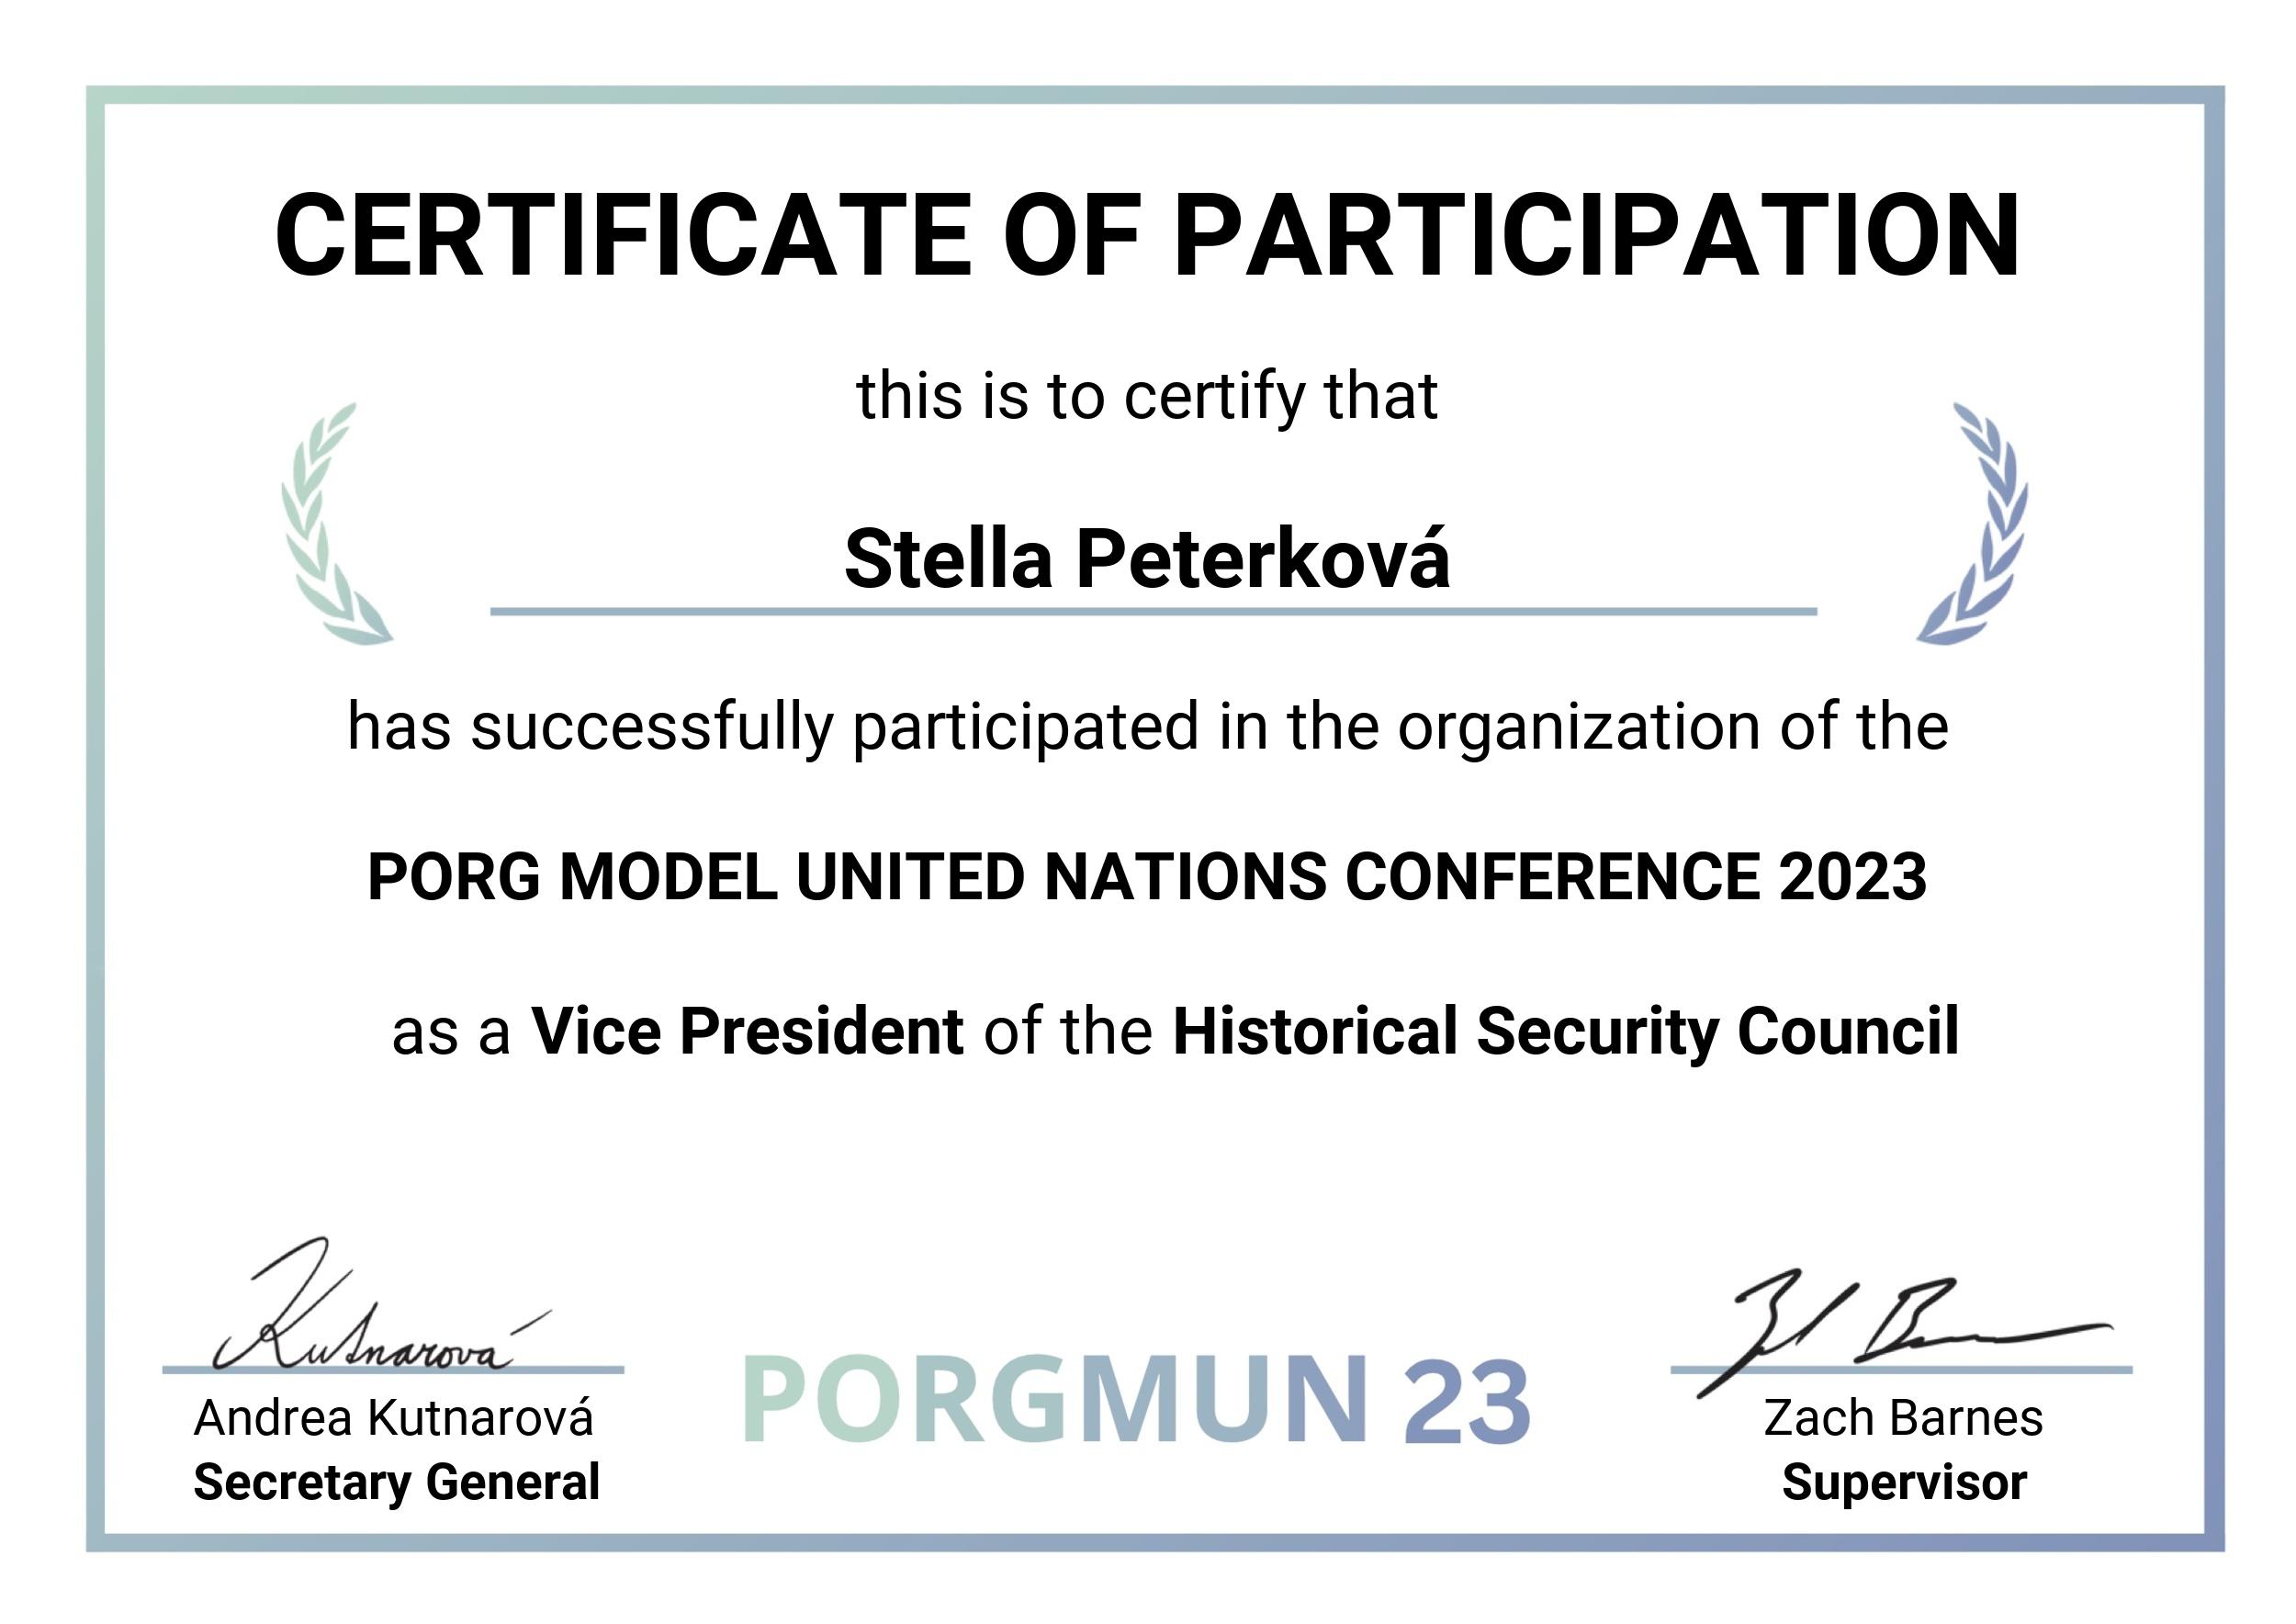 CERTIFICATE OF PARTICIPATION
this is to certify that
Stella Peterková
has successfully participated in the organization of the
PORG MODEL UNITED NATIONS CONFERENCE 2023
as a Vice President of the Historical Security Council
Kutnarová
Andrea Kutnarová
Secretary General
PORGMUN 23
Zach Barnes
Supervisor